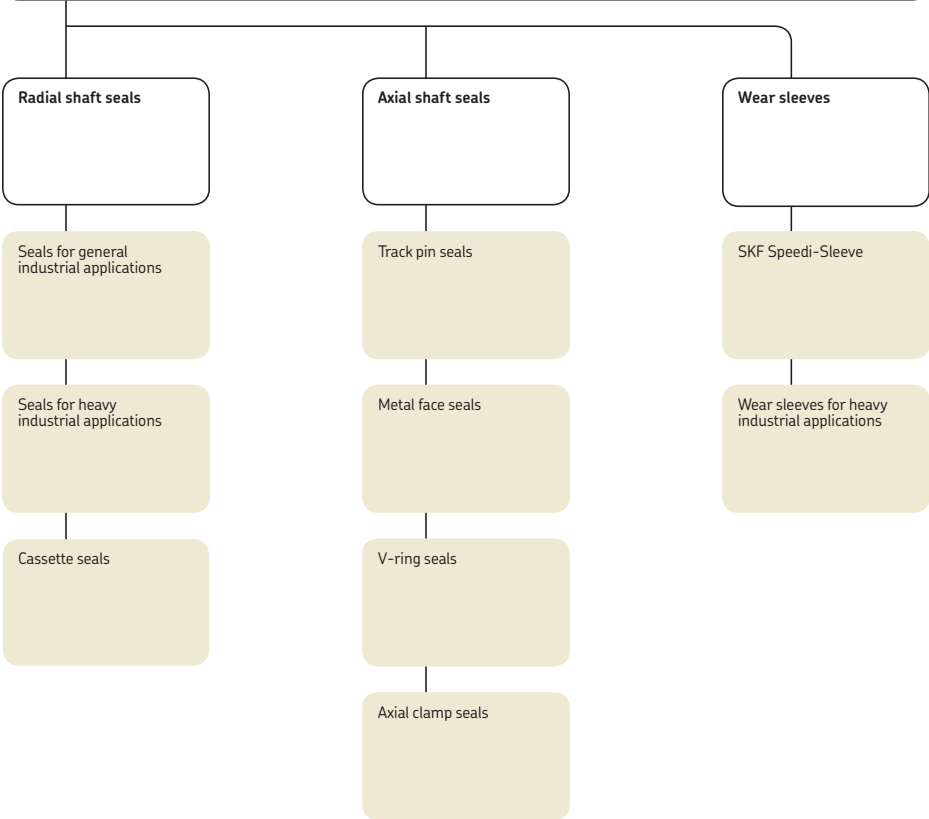 Radial shaft seals
Axial shaft seals
Wear sleeves
Seals for general
industrial applications
Track pin seals
SKF Speedi-Sleeve
Seals for heavy
industrial applications
Metal face seals
Wear sleeves for heavy
industrial applications
Cassette seals
V-ring seals
Axial clamp seals